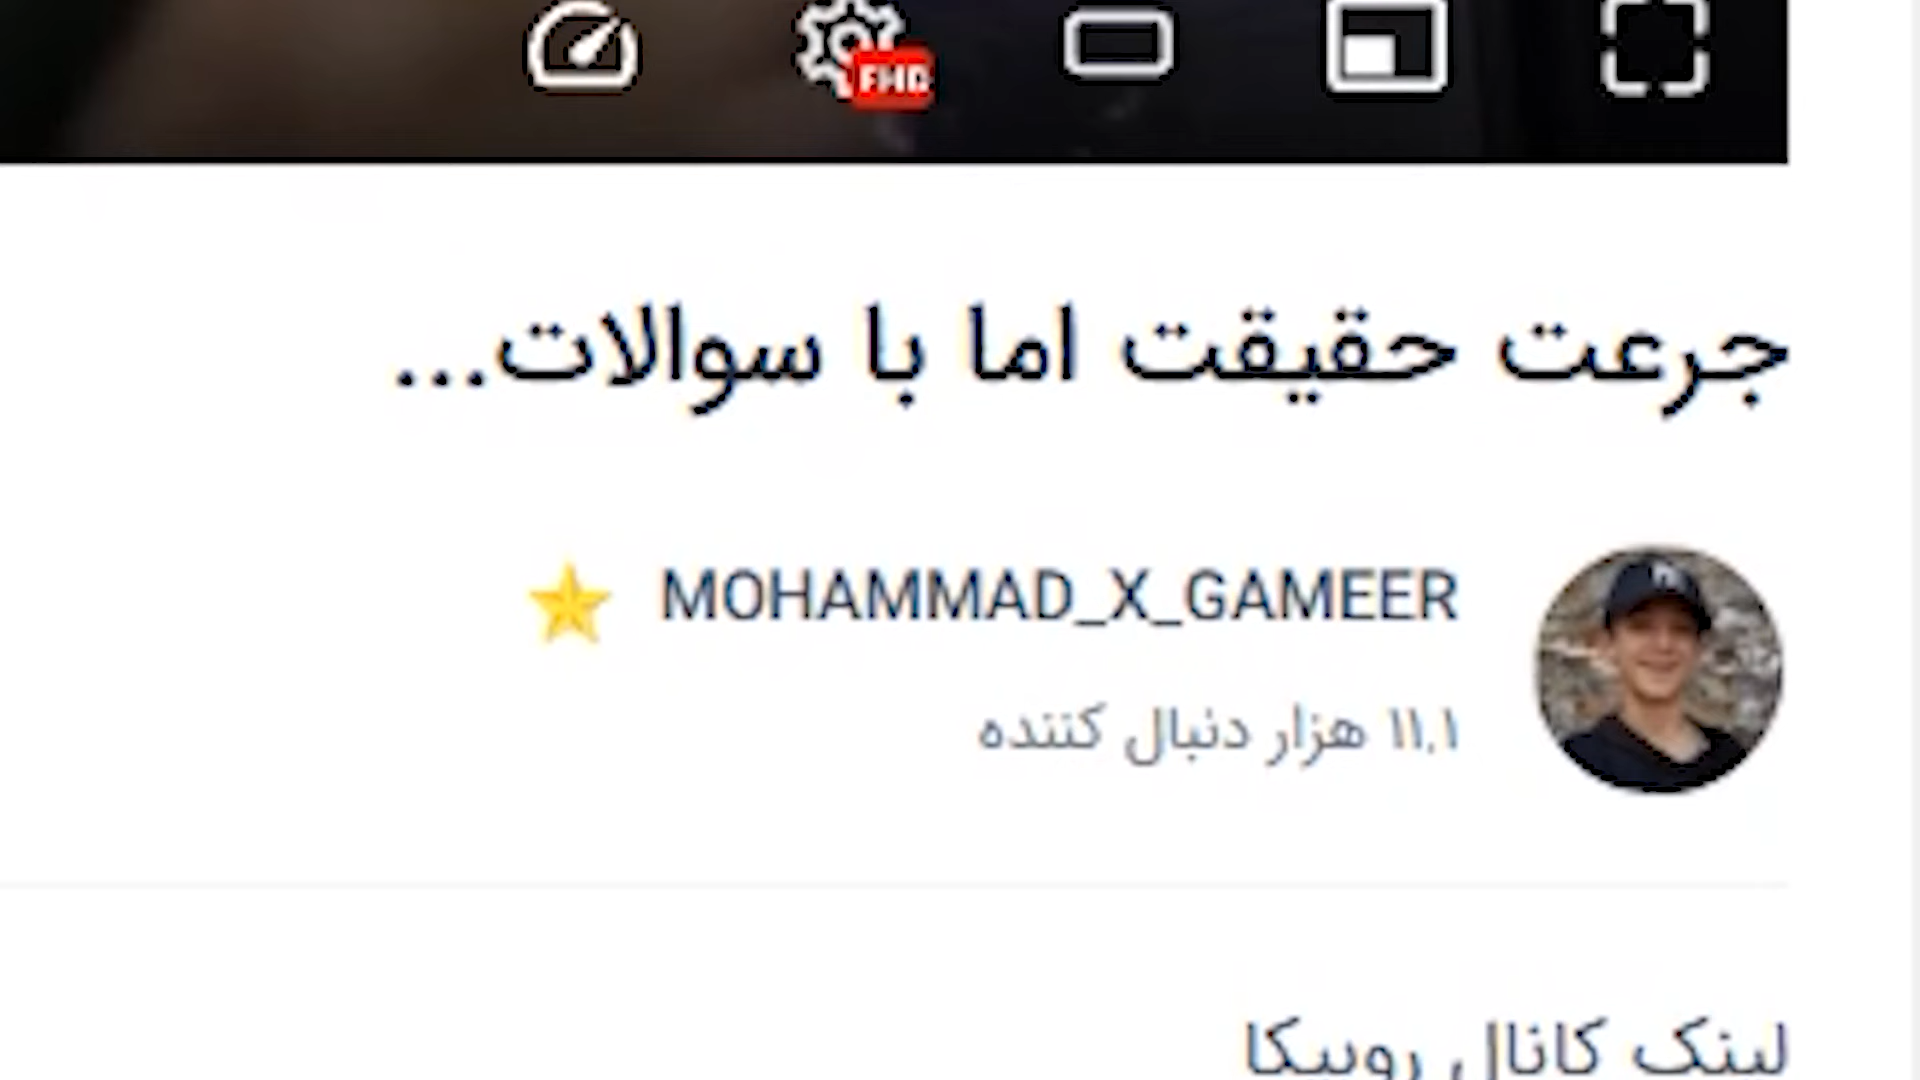 FHD
جرعت حقیقت اما با سوالات...
MOHAMMAD_X_GAMEER ⭐
۱۱٫۱ هزار دنبال کننده
لینک کانال روبیکا